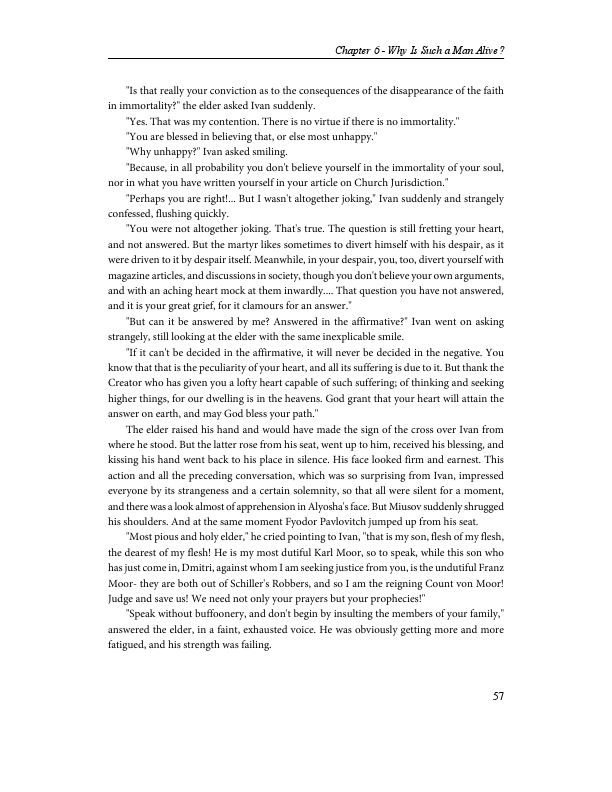 Chapter 6 - Why Is Such a Man Alive?
"Is that really your conviction as to the consequences of the disappearance of the faith
in immortality?" the elder asked Ivan suddenly.
"Yes. That was my contention. There is no virtue if there is no immortality."
"You are blessed in believing that, or else most unhappy."
"Why unhappy?" Ivan asked smiling.
"Because, in all probability you don't believe yourself in the immortality of your soul,
nor in what you have written yourself in your article on Church Jurisdiction."
"Perhaps you are right!... But I wasn't altogether joking," Ivan suddenly and strangely
confessed, flushing quickly.
"You were not altogether joking. That's true. The question is still fretting your heart,
and not answered. But the martyr likes sometimes to divert himself with his despair, as it
were driven to it by despair itself. Meanwhile, in your despair, you, too, divert yourself with
magazine articles, and discussions in society, though you don't believe your own arguments,
and with an aching heart mock at them inwardly.... That question you have not answered,
and it is your great grief, for it clamours for an answer."
"But can it be answered by me? Answered in the affirmative?" Ivan went on asking
strangely, still looking at the elder with the same inexplicable smile.
"If it can't be decided in the affirmative, it will never be decided in the negative. You
know that that is the peculiarity of your heart, and all its suffering is due to it. But thank the
Creator who has given you a lofty heart capable of such suffering; of thinking and seeking
higher things, for our dwelling is in the heavens. God grant that your heart will attain the
answer on earth, and may God bless your path."
The elder raised his hand and would have made the sign of the cross over Ivan from
where he stood. But the latter rose from his seat, went up to him, received his blessing, and
kissing his hand went back to his place in silence. His face looked firm and earnest. This
action and all the preceding conversation, which was so surprising from Ivan, impressed
everyone by its strangeness and a certain solemnity, so that all were silent for a moment,
and there was a look almost of apprehension in Alyosha's face. But Miusov suddenly shrugged
his shoulders. And at the same moment Fyodor Pavlovitch jumped up from his seat.
"Most pious and holy elder," he cried pointing to Ivan, "that is my son, flesh of my flesh,
the dearest of my flesh! He is my most dutiful Karl Moor, so to speak, while this son who
has just come in, Dmitri, against whom I am seeking justice from you, is the undutiful Franz
Moor- they are both out of Schiller's Robbers, and so I am the reigning Count von Moor!
Judge and save us! We need not only your prayers but your prophecies!"
"Speak without buffoonery, and don't begin by insulting the members of your family,"
answered the elder, in a faint, exhausted voice. He was obviously getting more and more
fatigued, and his strength was failing.
57